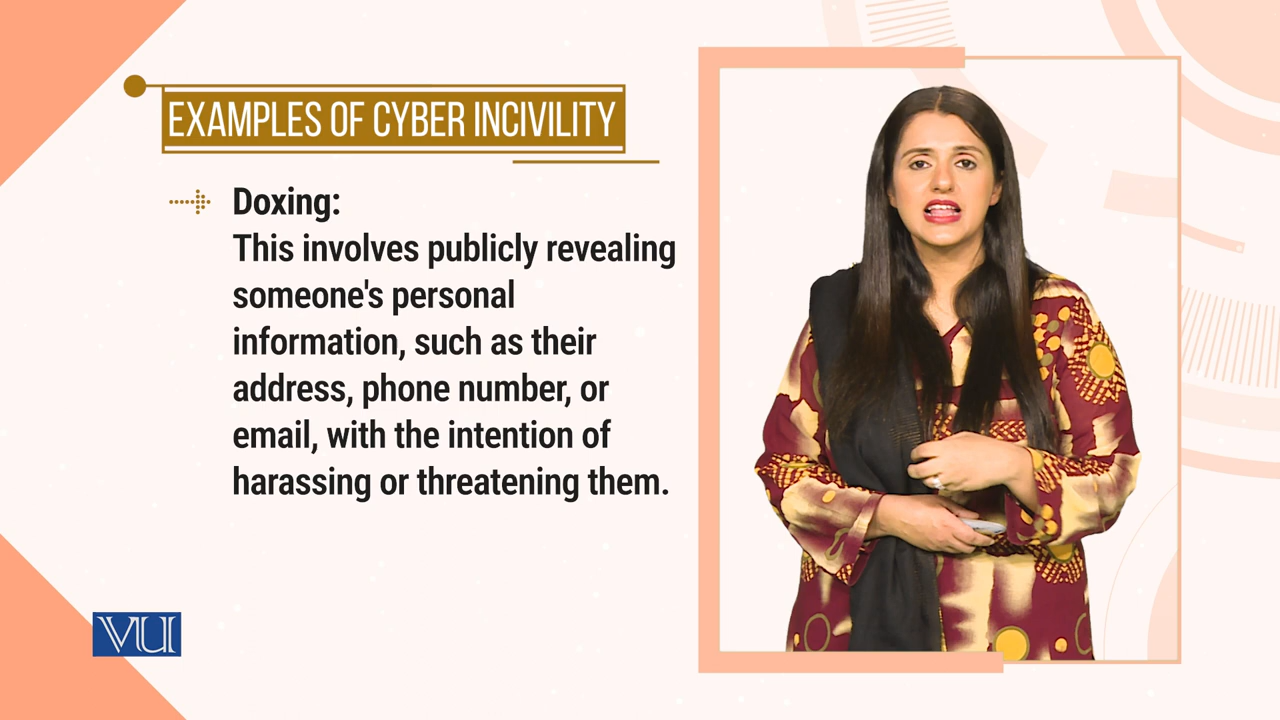 EXAMPLES OF CYBER INCIVILITY
Doxing:
This involves publicly revealing
someone's personal
information, such as their
address, phone number, or
email, with the intention of
harassing or threatening them.
VU